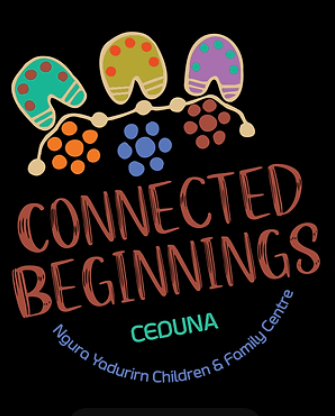 CONNECTED
BEGINNINGS
CEDUNA
Ngura Yadurirn Children & Family Centre